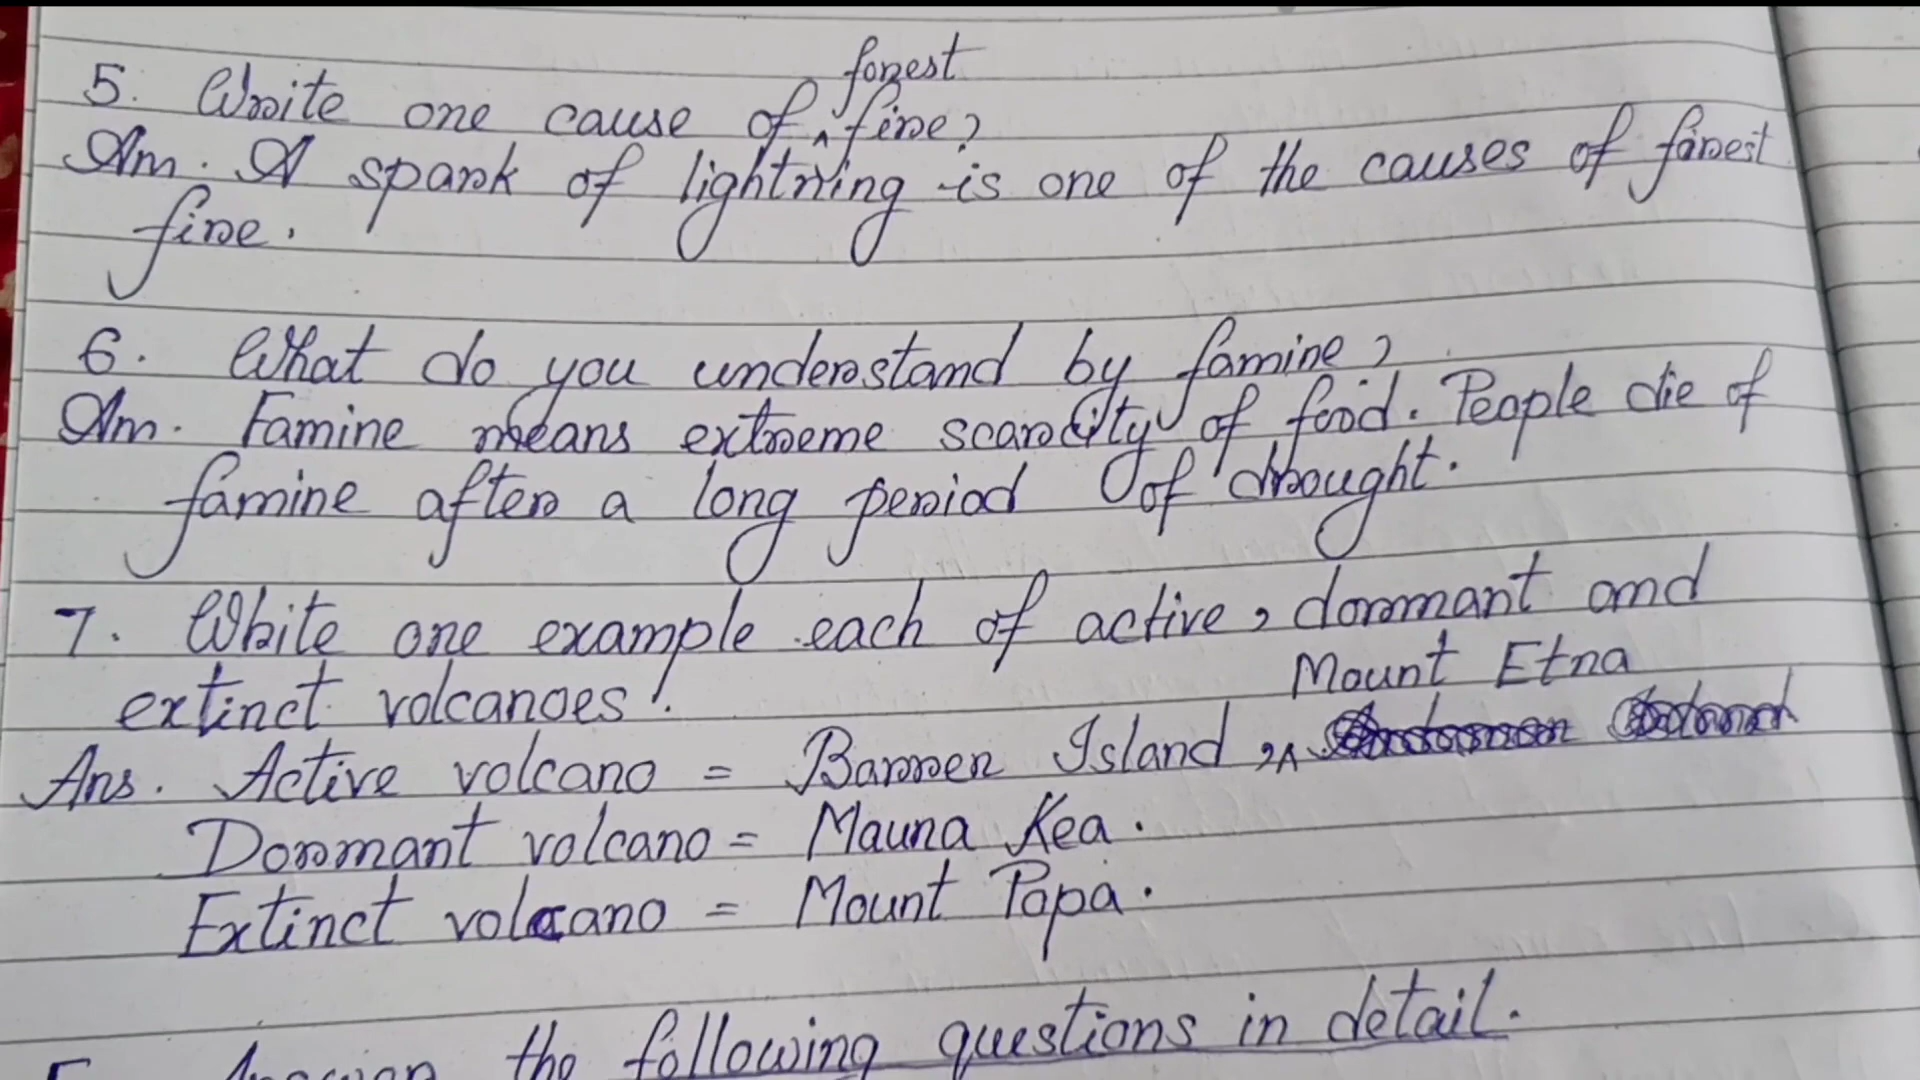 5. Write one cause of forest fire?
Ans. A spark of lightning is one of the causes of forest
fire.
6. What do you understand by famine?
Ans. Famine means extreme scarcity of food. People die of
famine after a long period of drought.
7. White one example each of active, dormant and
extinct volcanoes!
Ans. Active volcano = Barren Island, Mount Etna
Dormant volcano = Mauna Kea.
Extinct volcano = Mount Popa.
Answer the following questions in detail.